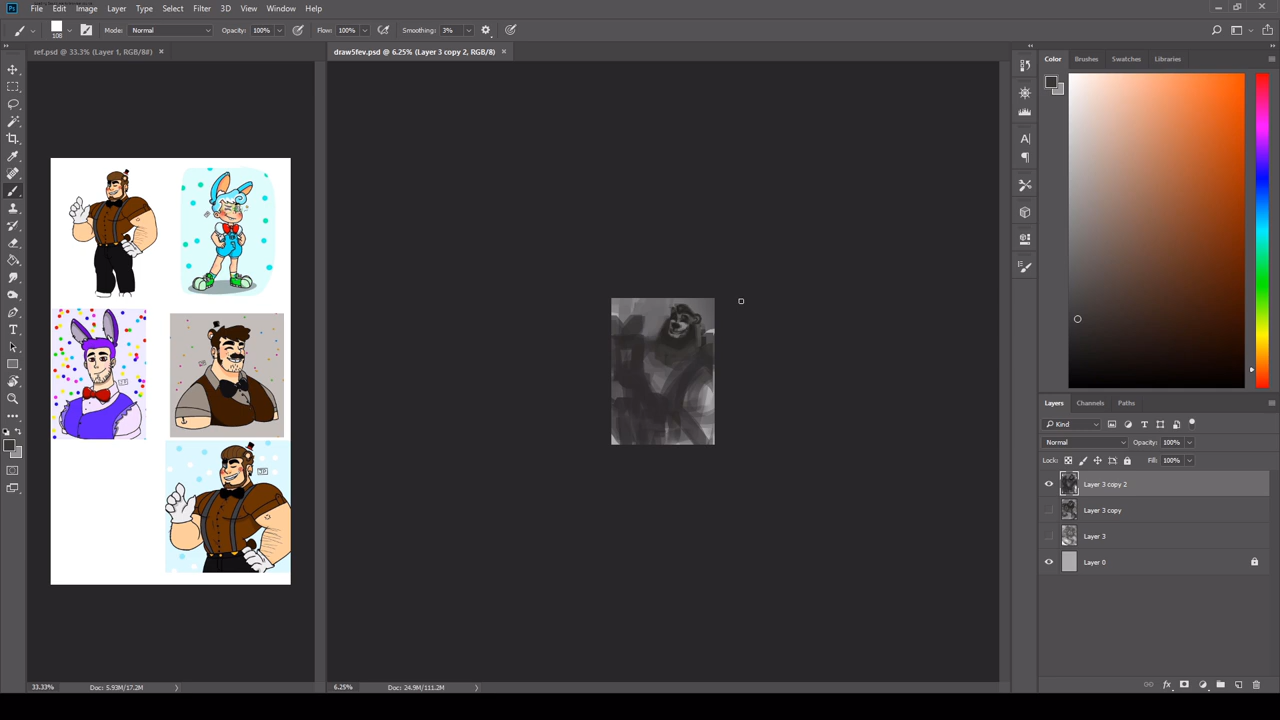 Ps File Edit Image Layer Type Select Filter 3D View Window Help
108 Mode: Normal Opacity: 100% Flow: 100% Smoothing: 3%
ref.psd @ 33.3% (Layer 1, RGB/8#) × draw5fev.psd @ 6.25% (Layer 3 copy 2, RGB/8) ×
Color Brushes Swatches Libraries
Layers Channels Paths
Kind
Normal Opacity: 100%
Lock: Fill: 100%
Layer 3 copy 2
Layer 3 copy
Layer 3
Layer 0
33.33% Doc: 5.93M/17.2M 6.25% Doc: 24.9M/111.2M